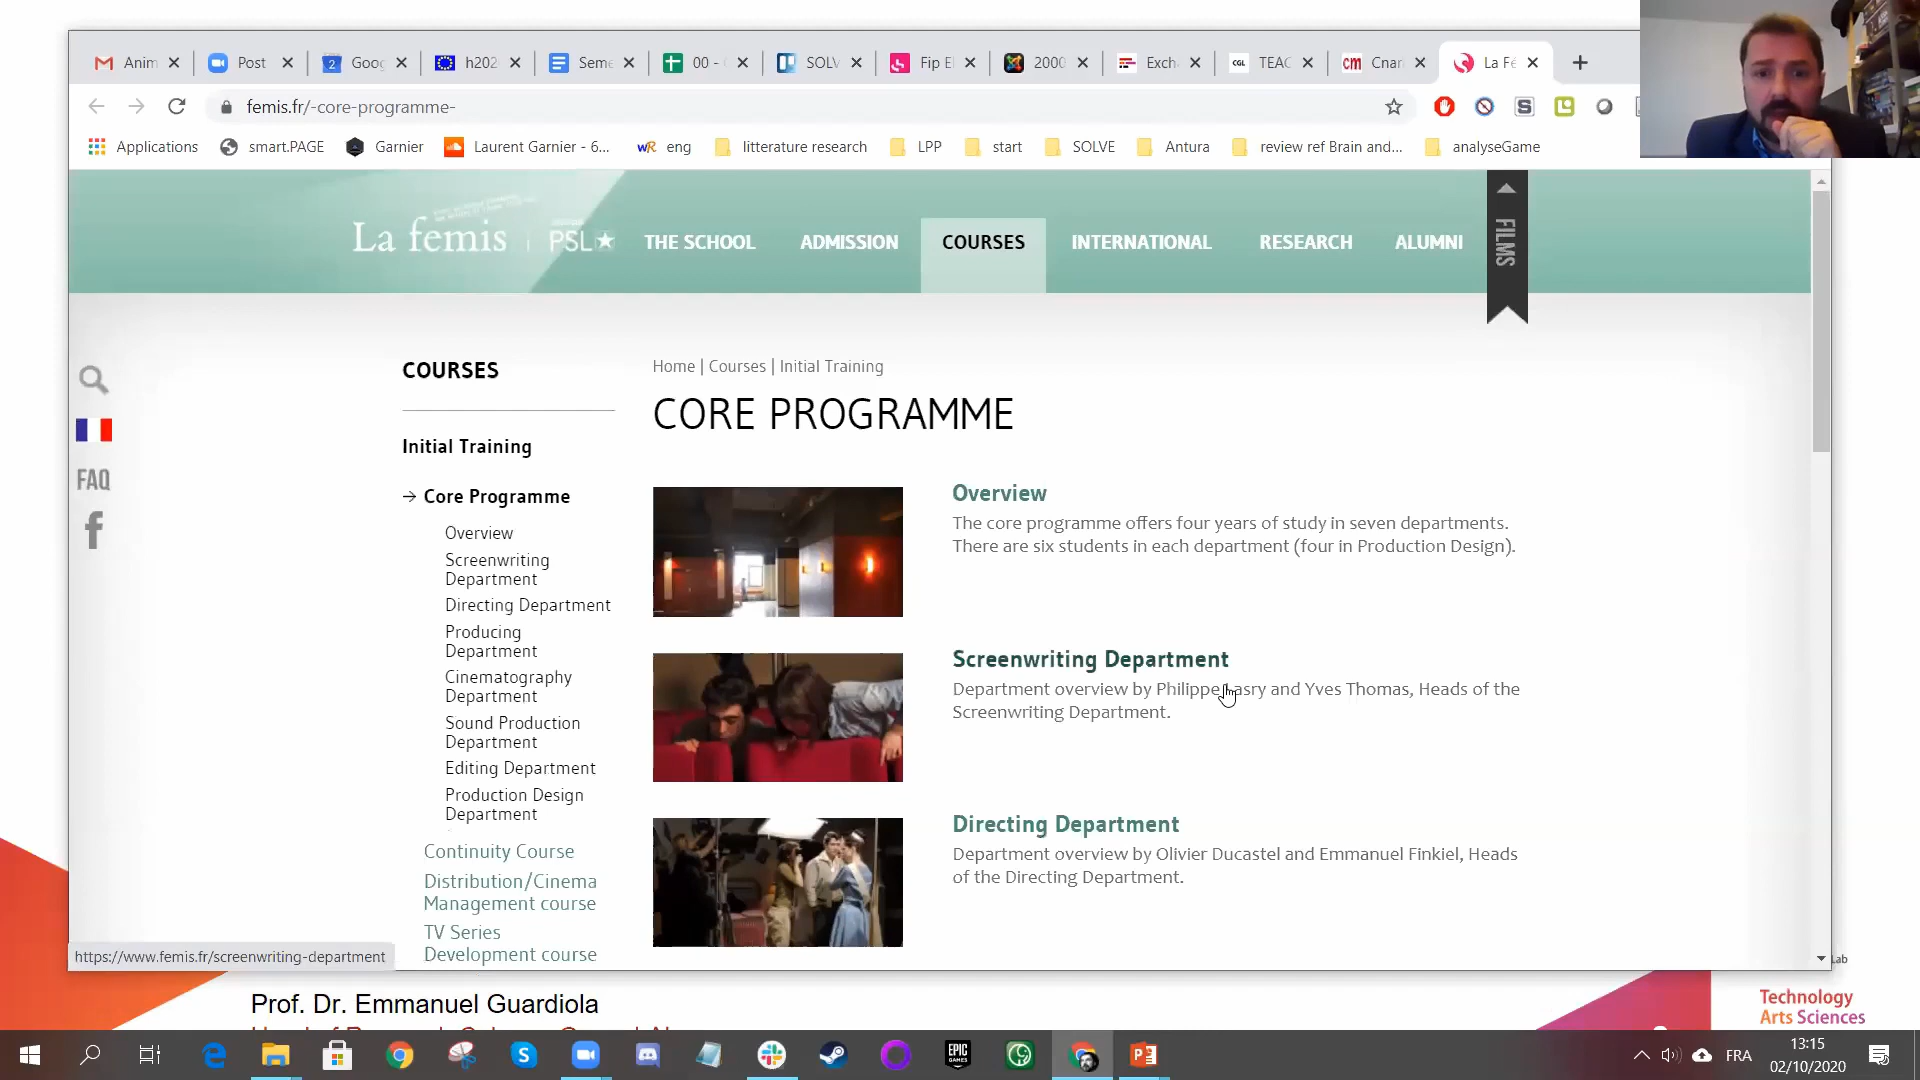 Anim
Post
Goog
h202
Seme
00 - 
SOLV
Fip E
2000
Exch
TEAC
Cnar
La Fé
femis.fr/-core-programme-
Applications
smart.PAGE
Garnier
Laurent Garnier - 6...
eng
litterature research
LPP
start
SOLVE
Antura
review ref Brain and...
analyseGame
La femis
PSL
THE SCHOOL
ADMISSION
COURSES
INTERNATIONAL
RESEARCH
ALUMNI
FILMS
FAQ
COURSES
Initial Training
Core Programme
Overview
Screenwriting
Department
Directing Department
Producing
Department
Cinematography
Department
Sound Production
Department
Editing Department
Production Design
Department
Continuity Course
Distribution/Cinema
Management course
TV Series
Development course
Home | Courses | Initial Training
CORE PROGRAMME
Overview
The core programme offers four years of study in seven departments.
There are six students in each department (four in Production Design).
Screenwriting Department
Department overview by Philippe Lasry and Yves Thomas, Heads of the
Screenwriting Department.
Directing Department
Department overview by Olivier Ducastel and Emmanuel Finkiel, Heads
of the Directing Department.
https://www.femis.fr/screenwriting-department
Lab
Prof. Dr. Emmanuel Guardiola
Technology
Arts Sciences
EPIC
GAMES
FRA
13:15
02/10/2020